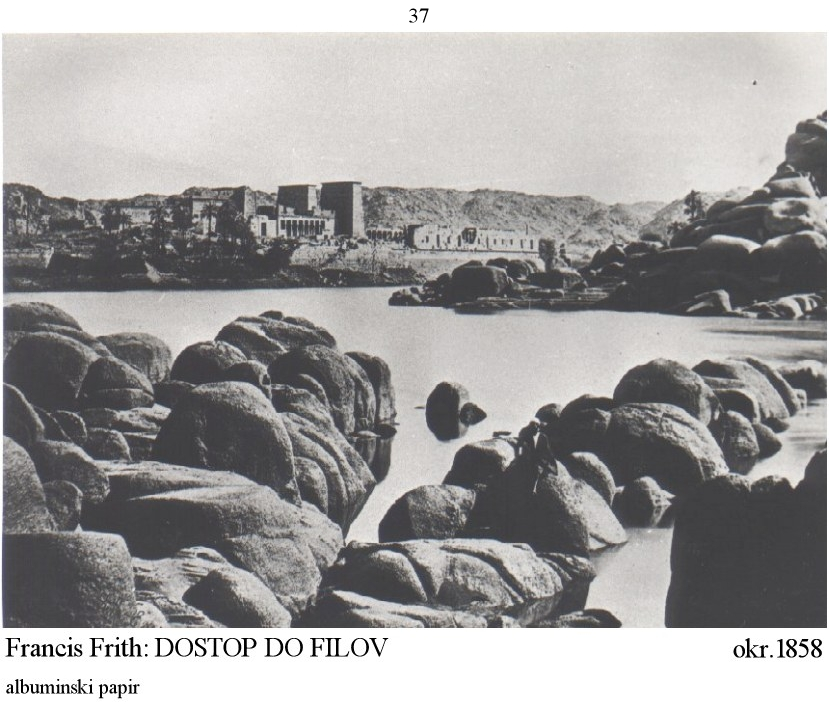 37
Francis Frith: DOSTOP DO FILOV
okr.1858
albuminski papir